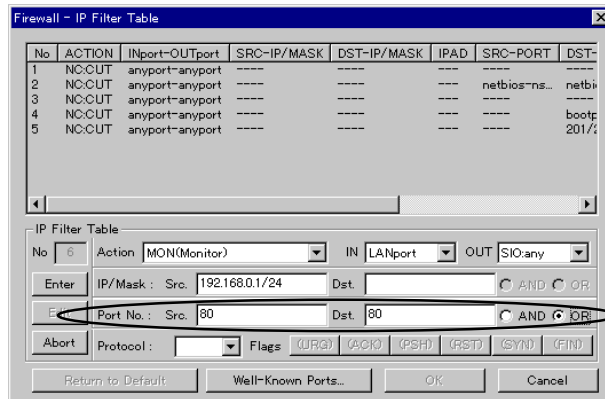 Firewall - IP Filter Table
No ACTION INport-OUTport SRC-IP/MASK DST-IP/MASK IPAD SRC-PORT DST-
1 NC:CUT anyport-anyport ---- ---- --- ---- ----
2 NC:CUT anyport-anyport ---- ---- --- netbios-ns... netbi
3 NC:CUT anyport-anyport ---- ---- --- ---- ----
4 NC:CUT anyport-anyport ---- ---- --- ---- bootp
5 NC:CUT anyport-anyport ---- ---- --- ---- 201/2
IP Filter Table
No 6 Action MON(Monitor) IN LANport OUT SIO:any
Enter IP/Mask : Src. 192.168.0.1/24 Dst. AND OR
Port No. : Src. 80 Dst. 80 AND OR
Abort Protocol : Flags (URG) (ACK) (PSH) (RST) (SYN) (FIN)
Return to Default Well-Known Ports... OK Cancel